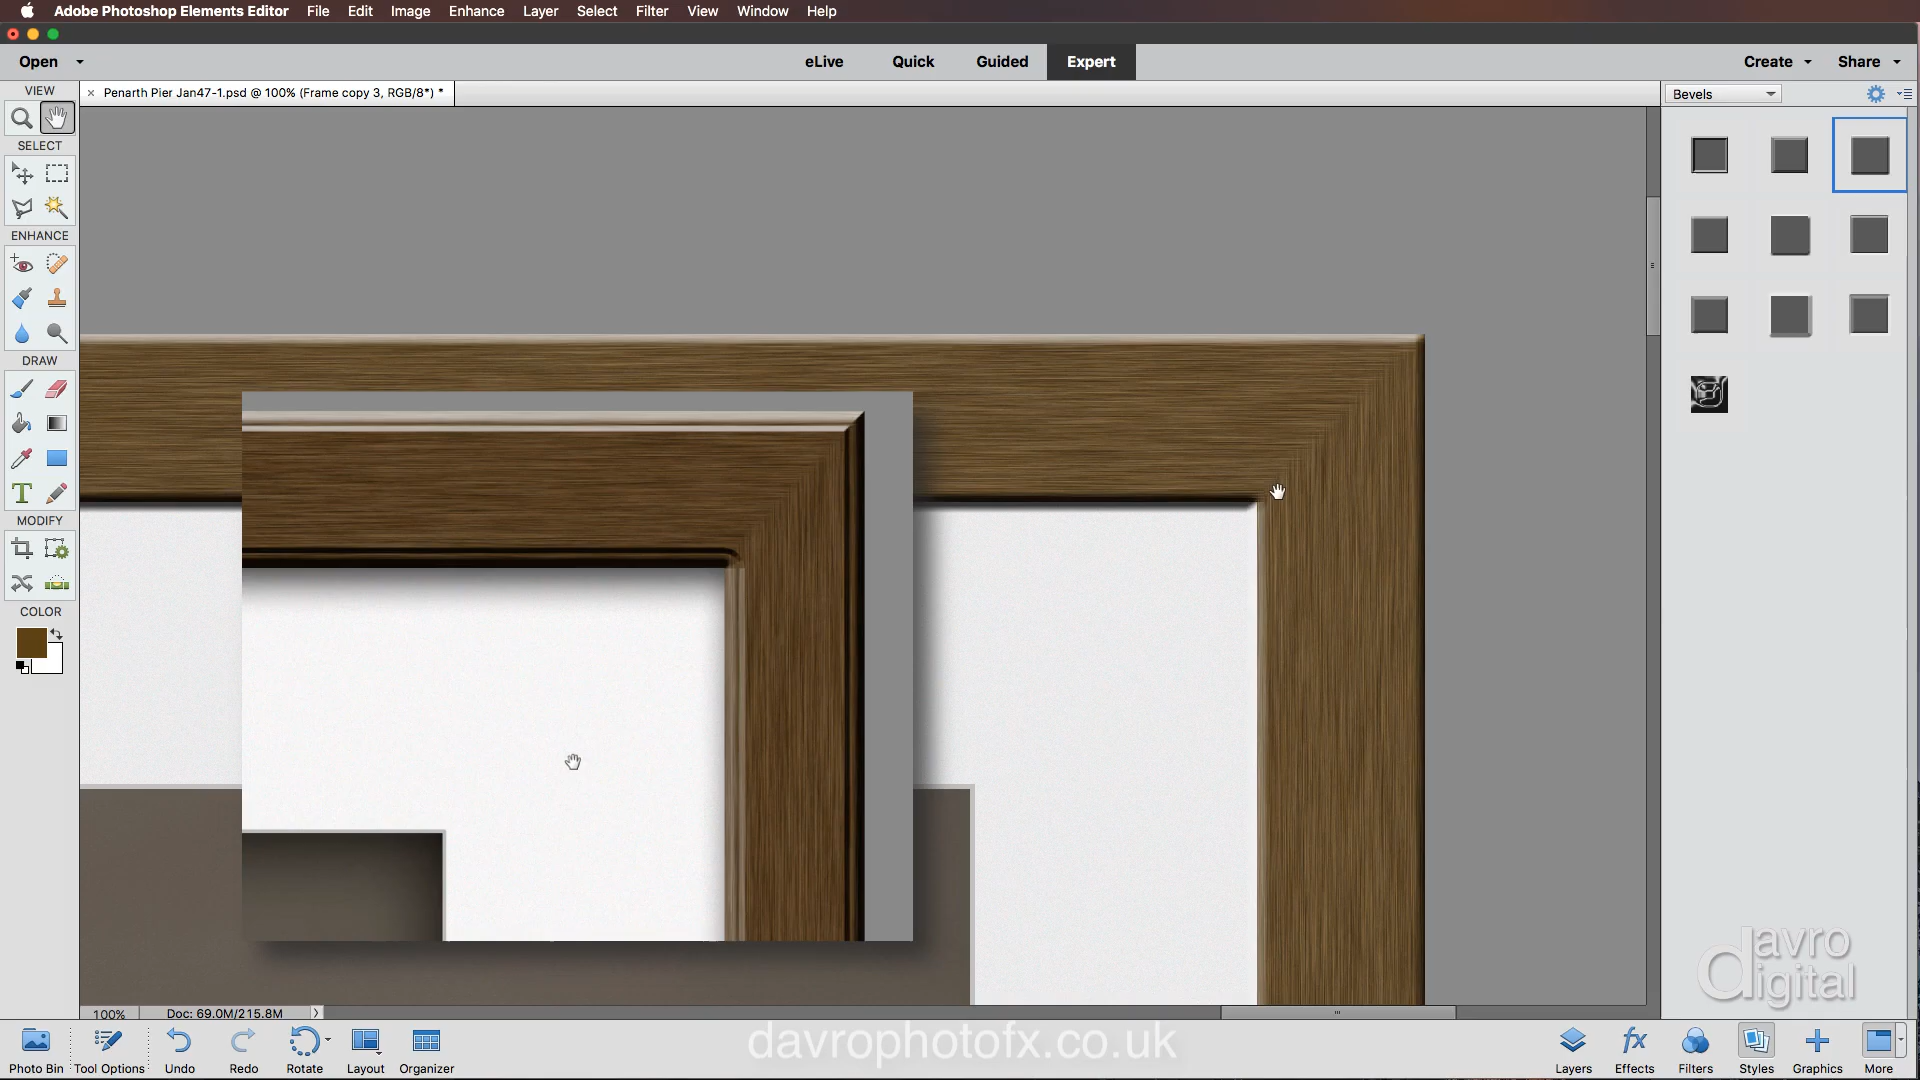 Adobe Photoshop Elements Editor File Edit Image Enhance Layer Select Filter View Window Help
Open eLive Quick Guided Expert Create Share
VIEW
× Penarth Pier Jan47-1.psd @ 100% (Frame copy 3, RGB/8*) *
Bevels
SELECT
ENHANCE
DRAW
T
MODIFY
COLOR
davro
digital
100% Doc: 69.0M/215.8M
davrophotofx.co.uk
fx
Photo Bin Tool Options Undo Redo Rotate Layout Organizer Layers Effects Filters Styles Graphics More